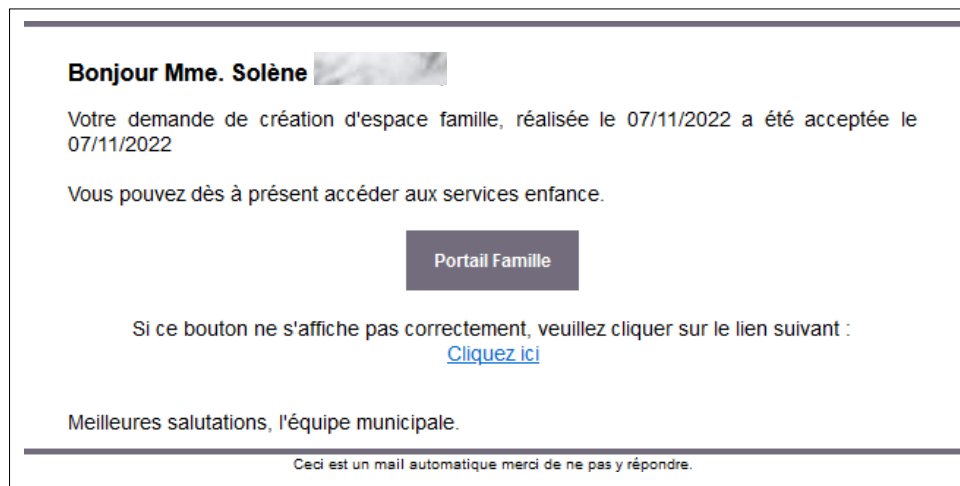 Bonjour Mme. Solène
Votre demande de création d'espace famille, réalisée le 07/11/2022 a été acceptée le
07/11/2022
Vous pouvez dès à présent accéder aux services enfance.
Portail Famille
Si ce bouton ne s'affiche pas correctement, veuillez cliquer sur le lien suivant :
Cliquez ici
Meilleures salutations, l'équipe municipale.
Ceci est un mail automatique merci de ne pas y répondre.